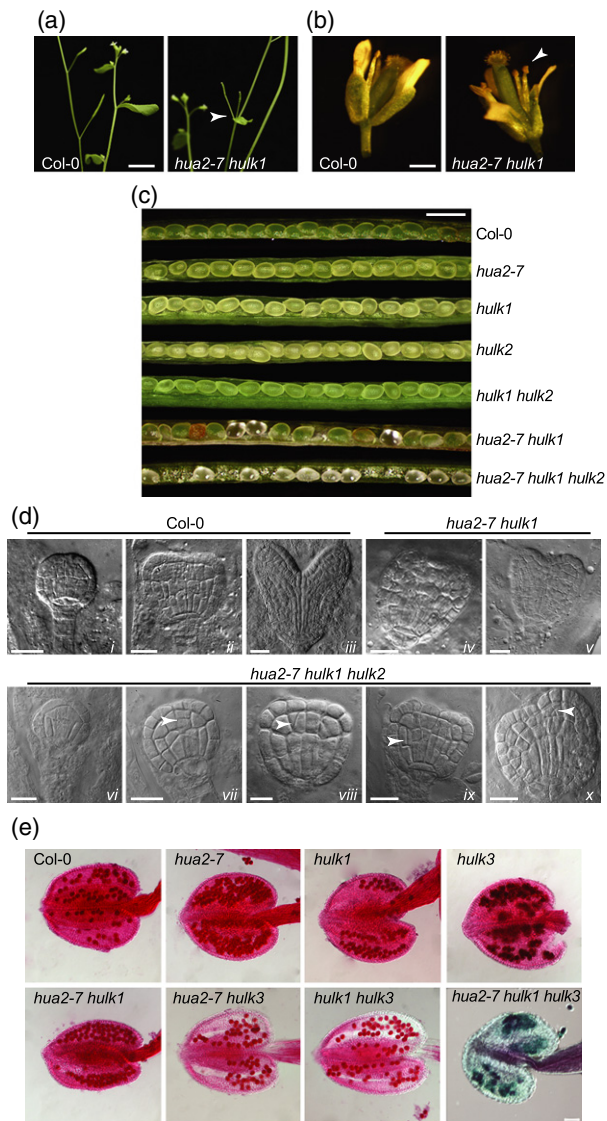 (a)
Col-0
hua2-7 hulk1
(b)
Col-0
hua2-7 hulk1
(c)
Col-0
hua2-7
hulk1
hulk2
hulk1 hulk2
hua2-7 hulk1
hua2-7 hulk1 hulk2
(d)
Col-0
hua2-7 hulk1
i
ii
iii
iv
v
hua2-7 hulk1 hulk2
vi
vii
viii
ix
x
(e)
Col-0
hua2-7
hulk1
hulk3
hua2-7 hulk1
hua2-7 hulk3
hulk1 hulk3
hua2-7 hulk1 hulk3